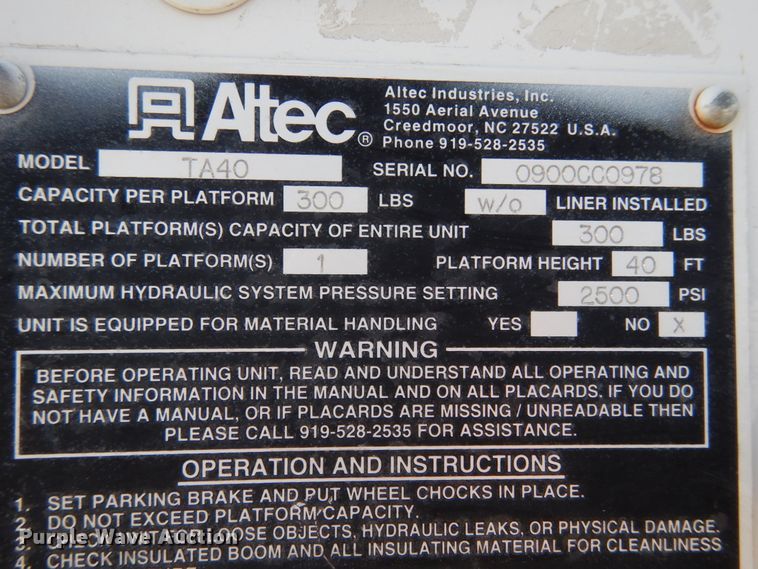 Altec®
Altec Industries, Inc.
1550 Aerial Avenue
Creedmoor, NC 27522 U.S.A.
Phone 919-528-2535
MODEL TA40 SERIAL NO. 0900CC0978
CAPACITY PER PLATFORM 300 LBS W/O LINER INSTALLED
TOTAL PLATFORM(S) CAPACITY OF ENTIRE UNIT 300 LBS
NUMBER OF PLATFORM(S) 1 PLATFORM HEIGHT 40 FT
MAXIMUM HYDRAULIC SYSTEM PRESSURE SETTING 2500 PSI
UNIT IS EQUIPPED FOR MATERIAL HANDLING YES NO X
WARNING
BEFORE OPERATING UNIT, READ AND UNDERSTAND ALL OPERATING AND
SAFETY INFORMATION IN THE MANUAL AND ON ALL PLACARDS. IF YOU DO
NOT HAVE A MANUAL, OR IF PLACARDS ARE MISSING / UNREADABLE THEN
PLEASE CALL 919-528-2535 FOR ASSISTANCE.
OPERATION AND INSTRUCTIONS
1. SET PARKING BRAKE AND PUT WHEEL CHOCKS IN PLACE.
2. DO NOT EXCEED PLATFORM CAPACITY.
3. OBJECTS, HYDRAULIC LEAKS, OR PHYSICAL DAMAGE.
4. CHECK INSULATED BOOM AND ALL INSULATING MATERIAL FOR CLEANLINESS
Purple Wave Auction